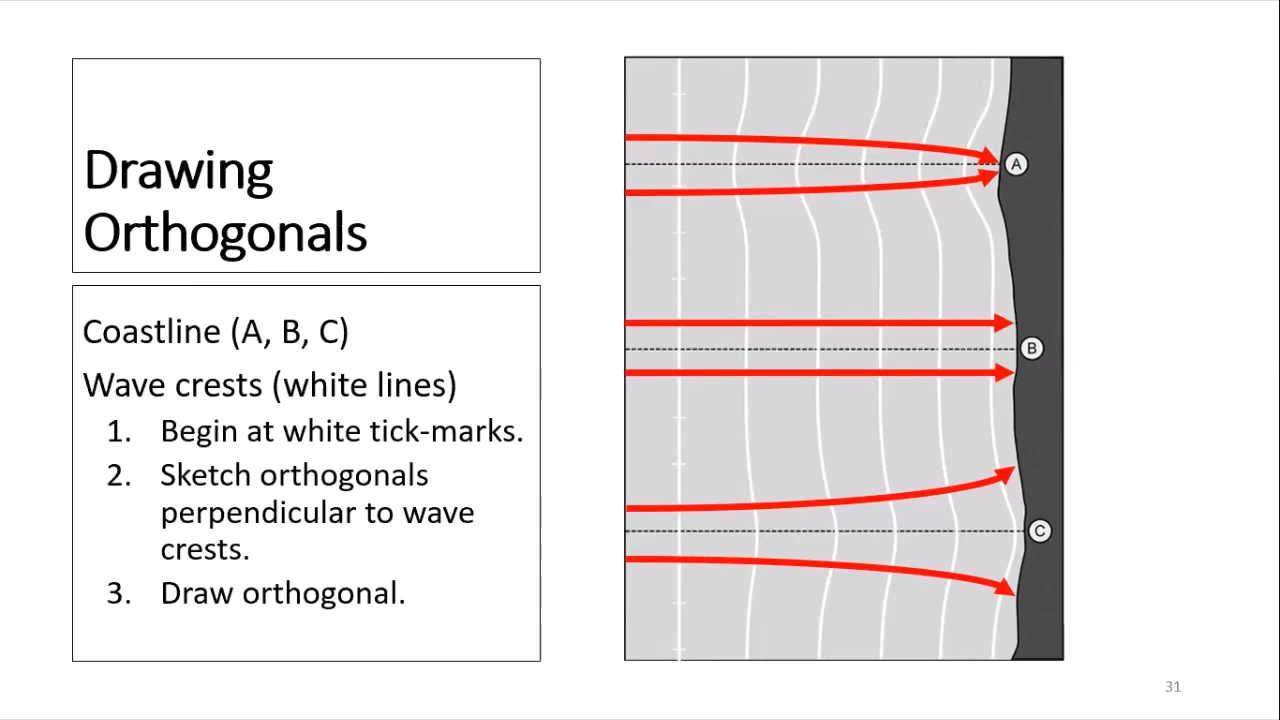 Drawing
Orthogonals
Coastline (A, B, C)
Wave crests (white lines)
1. Begin at white tick-marks.
2. Sketch orthogonals
perpendicular to wave
crests.
3. Draw orthogonal.
A
B
C
31